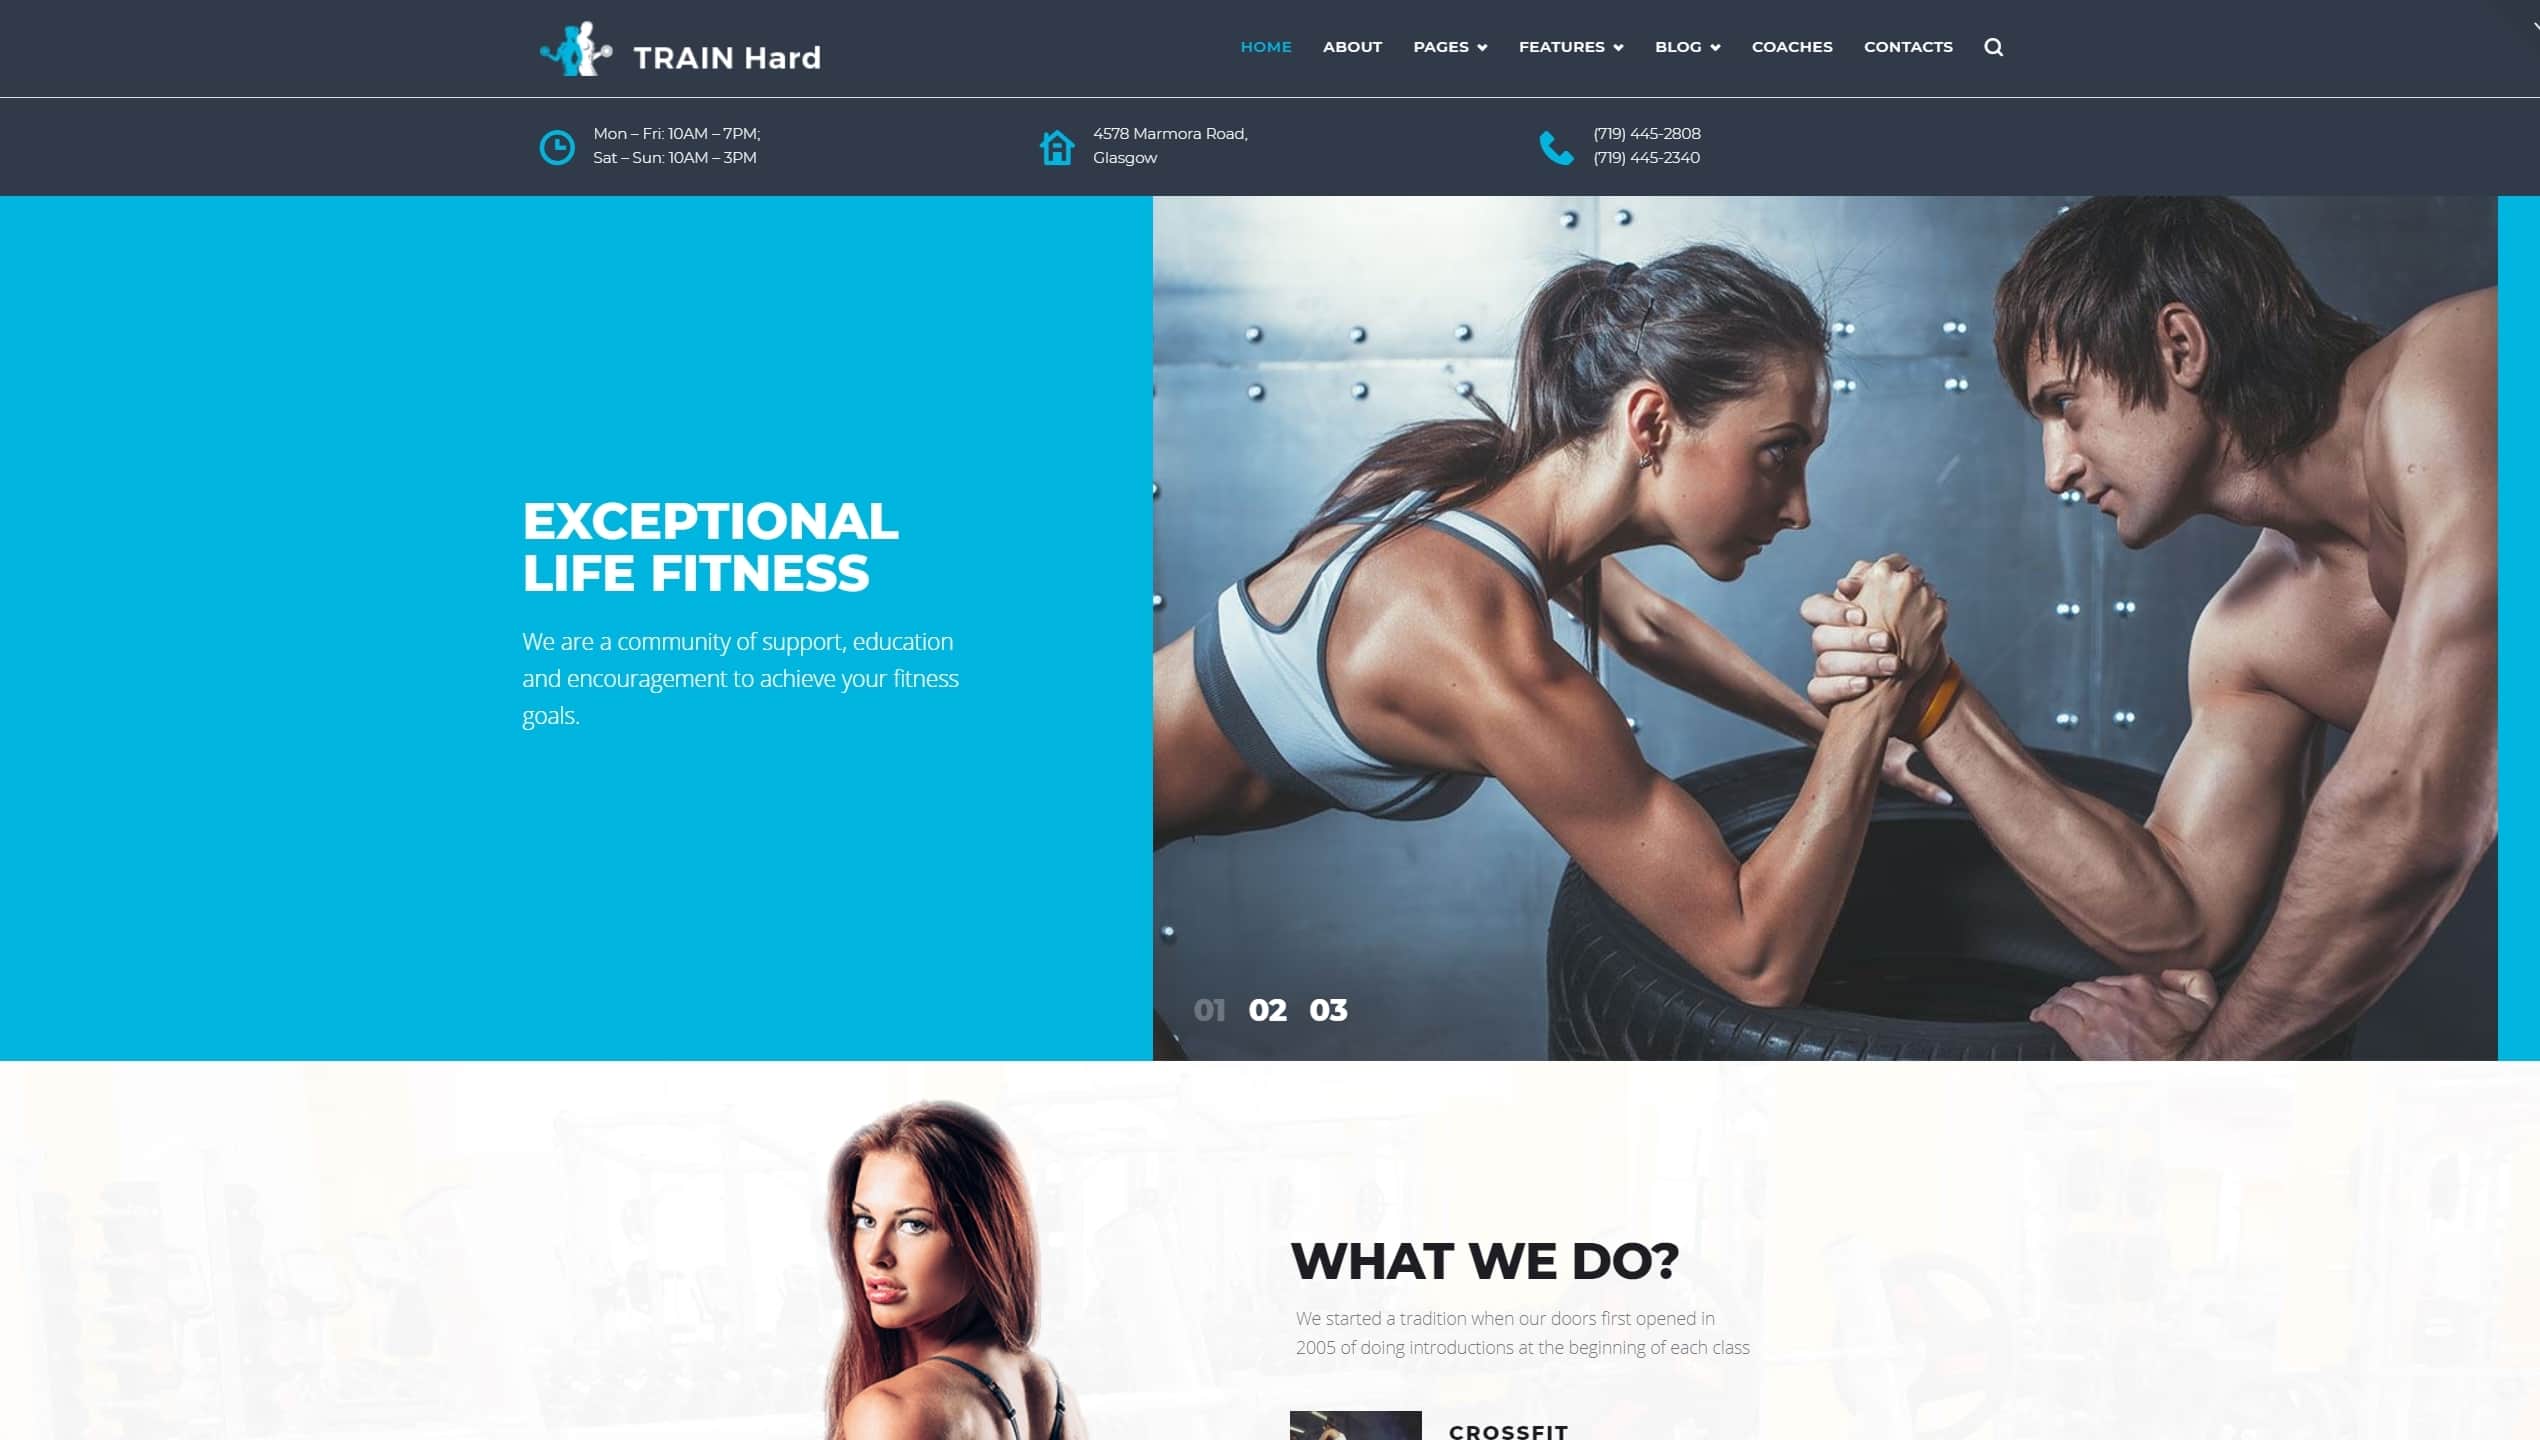 TRAIN Hard
HOME ABOUT PAGES FEATURES BLOG COACHES CONTACTS
Mon – Fri: 10AM – 7PM;
Sat – Sun: 10AM – 3PM
4578 Marmora Road,
Glasgow
(719) 445-2808
(719) 445-2340
EXCEPTIONAL
LIFE FITNESS
We are a community of support, education
and encouragement to achieve your fitness
goals.
01 02 03
WHAT WE DO?
We started a tradition when our doors first opened in
2005 of doing introductions at the beginning of each class
CROSSFIT